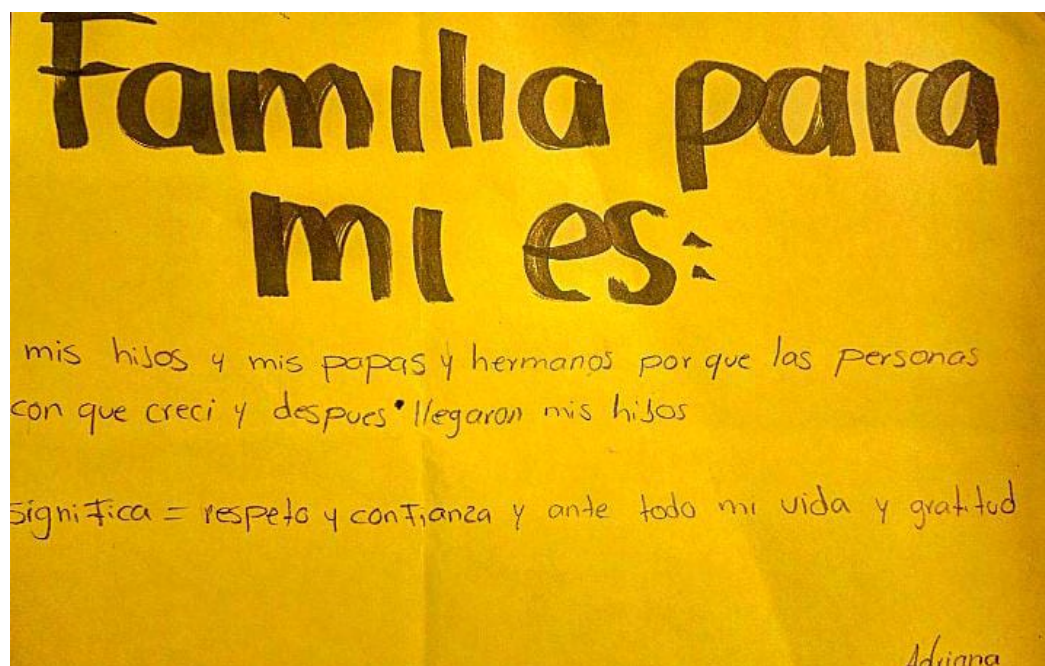 Familia para
mi es:
mis hijos y mis papas y hermanos por que las personas
con que creci y despues llegaron mis hijos
significa = respeto y confianza y ante todo mi vida y gratitud
Adriana